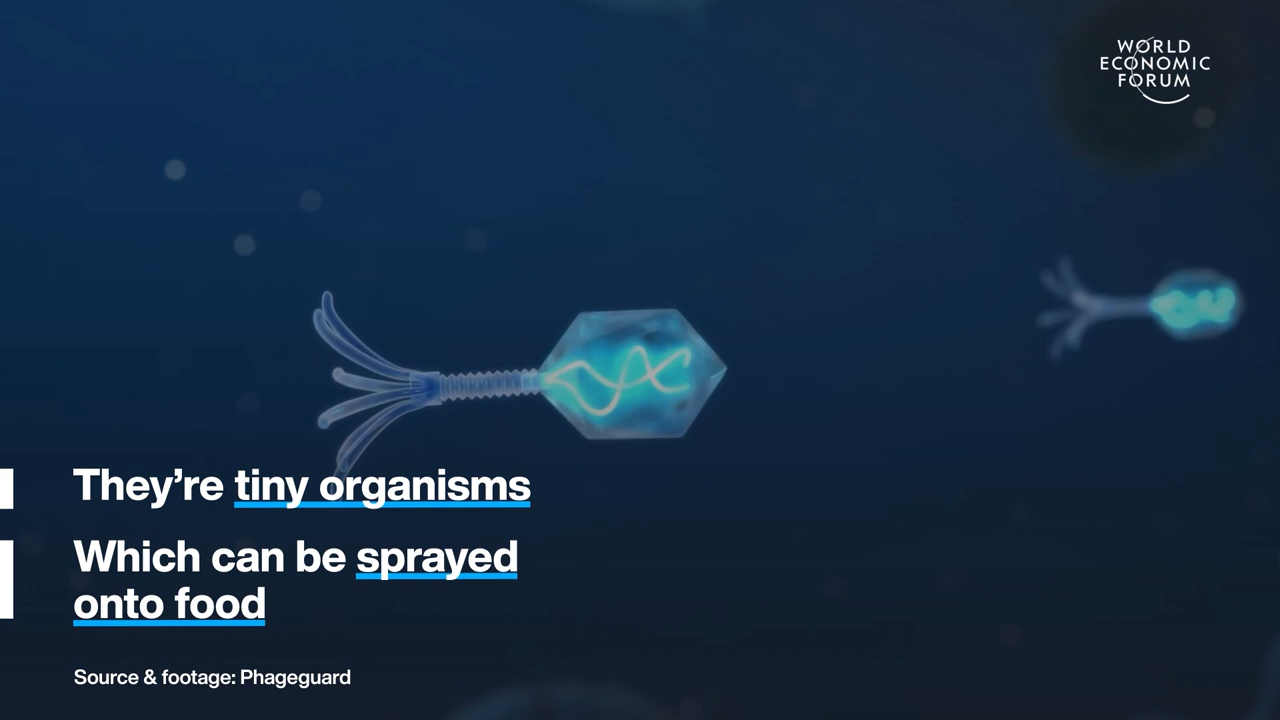 WORLD
ECONOMIC
FORUM
They’re tiny organisms
Which can be sprayed
onto food
Source & footage: Phageguard